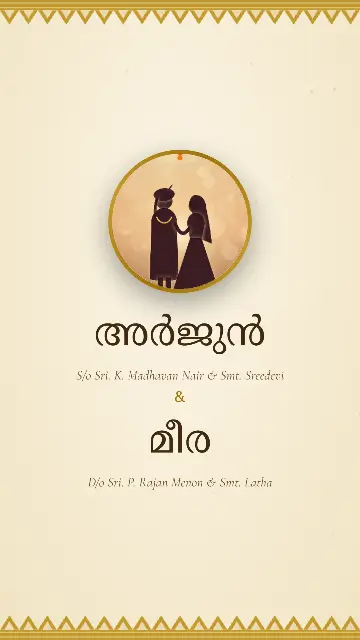 അർജുൻ
S/o Sri. K. Madhavan Nair & Smt. Sreedevi
&
മീര
D/o Sri. P. Rajan Menon & Smt. Latha